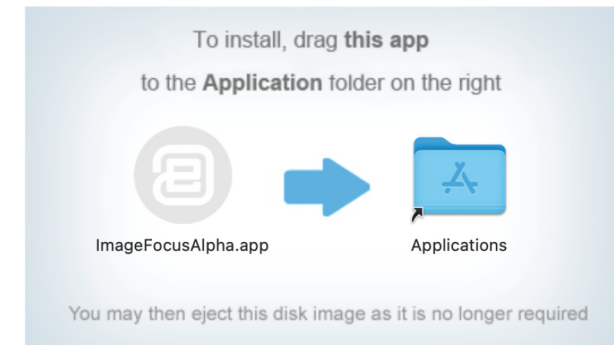 To install, drag this app
to the Application folder on the right
ImageFocusAlpha.app
Applications
You may then eject this disk image as it is no longer required